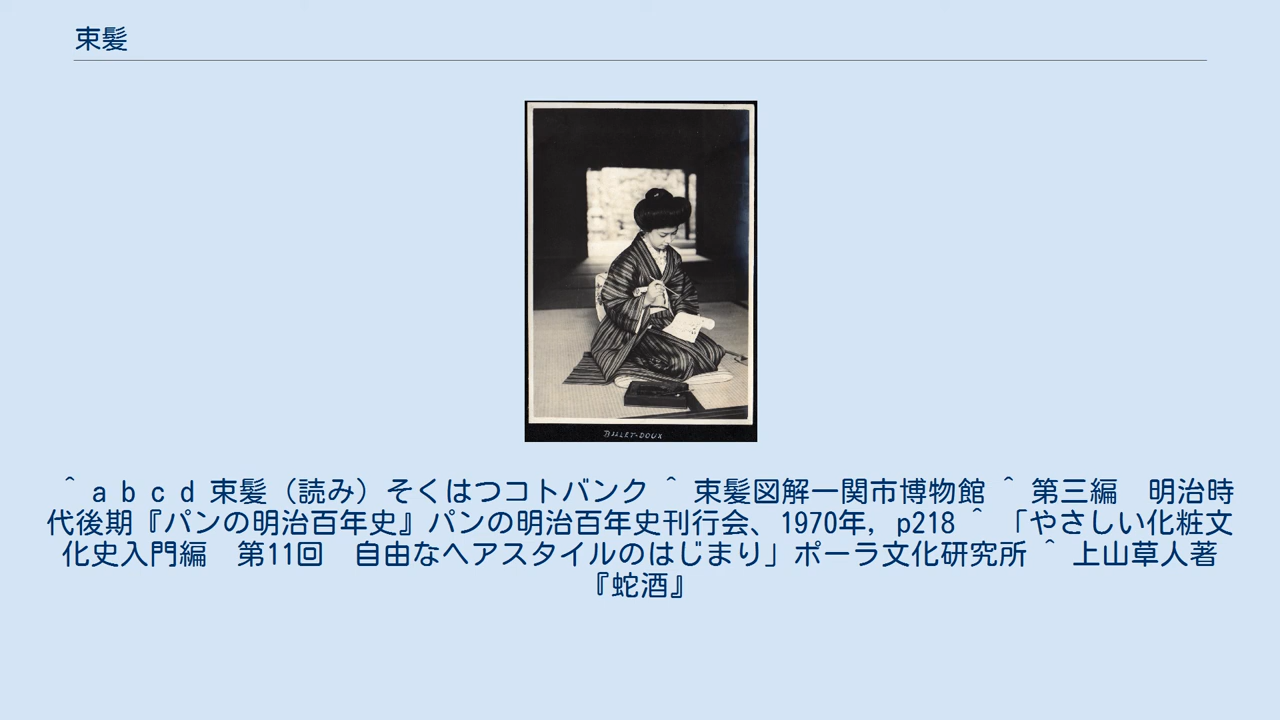 束髪
BILLET-DOUX
^ a b c d 束髪（読み）そくはつコトバンク ^ 束髪図解一関市博物館 ^ 第三編　明治時
代後期『パンの明治百年史』パンの明治百年史刊行会、1970年，p218 ^ 「やさしい化粧文
化史入門編　第11回　自由なヘアスタイルのはじまり」ポーラ文化研究所 ^ 上山草人著
『蛇酒』